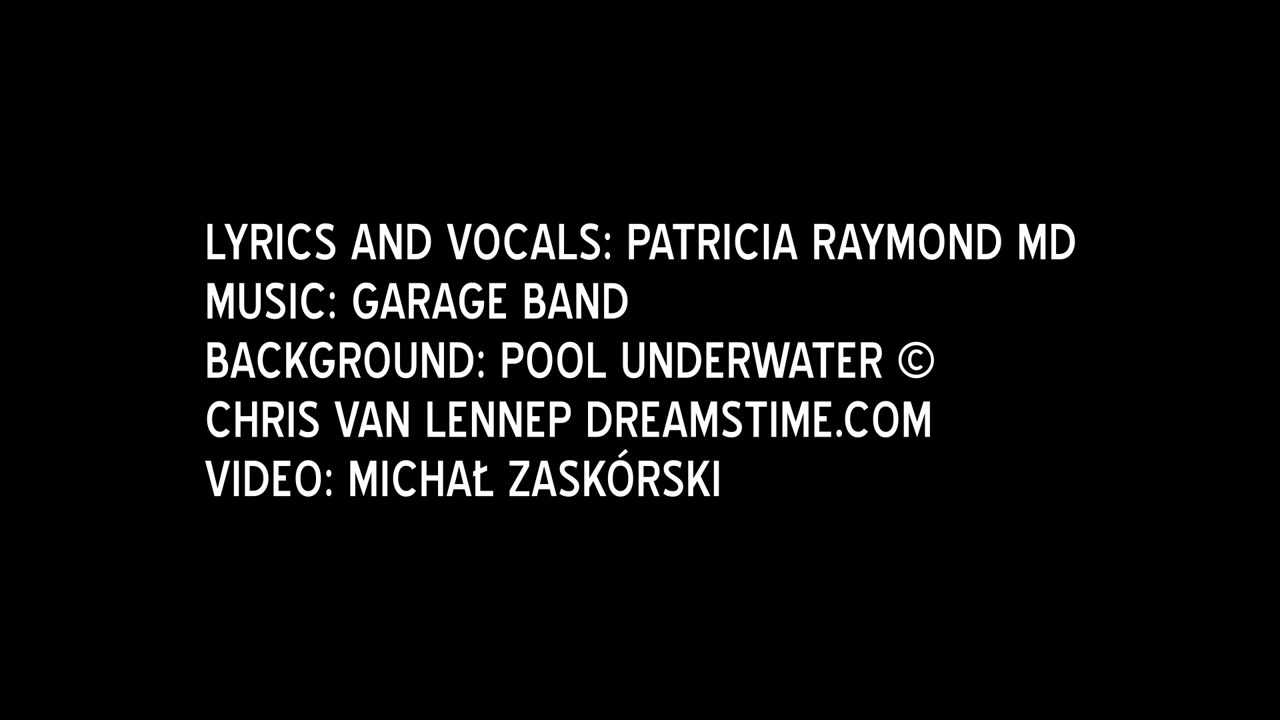 LYRICS AND VOCALS: PATRICIA RAYMOND MD
MUSIC: GARAGE BAND
BACKGROUND: POOL UNDERWATER ©
CHRIS VAN LENNEP DREAMSTIME.COM
VIDEO: MICHAŁ ZASKÓRSKI